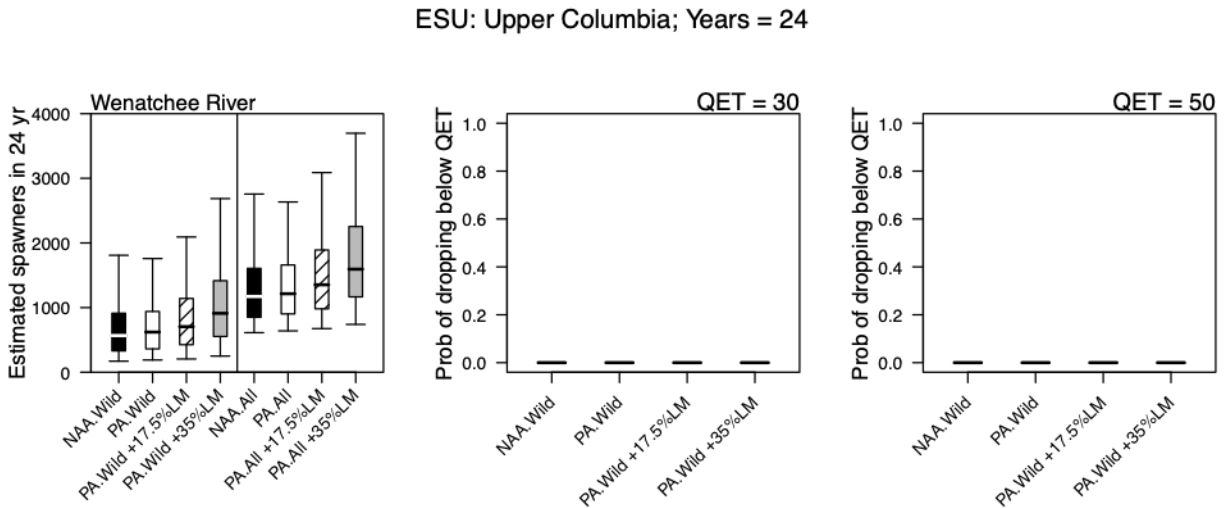 ESU: Upper Columbia; Years = 24
Wenatchee River
Estimated spawners in 24 yr
4000
3000
2000
1000
0
NAA.Wild
PA.Wild
PA.Wild +17.5%LM
PA.Wild +35%LM
NAA.All
PA.All
PA.All +17.5%LM
PA.All +35%LM
QET = 30
Prob of dropping below QET
1.0
0.8
0.6
0.4
0.2
0.0
NAA.Wild
PA.Wild
PA.Wild +17.5%LM
PA.Wild +35%LM
QET = 50
Prob of dropping below QET
1.0
0.8
0.6
0.4
0.2
0.0
NAA.Wild
PA.Wild
PA.Wild +17.5%LM
PA.Wild +35%LM